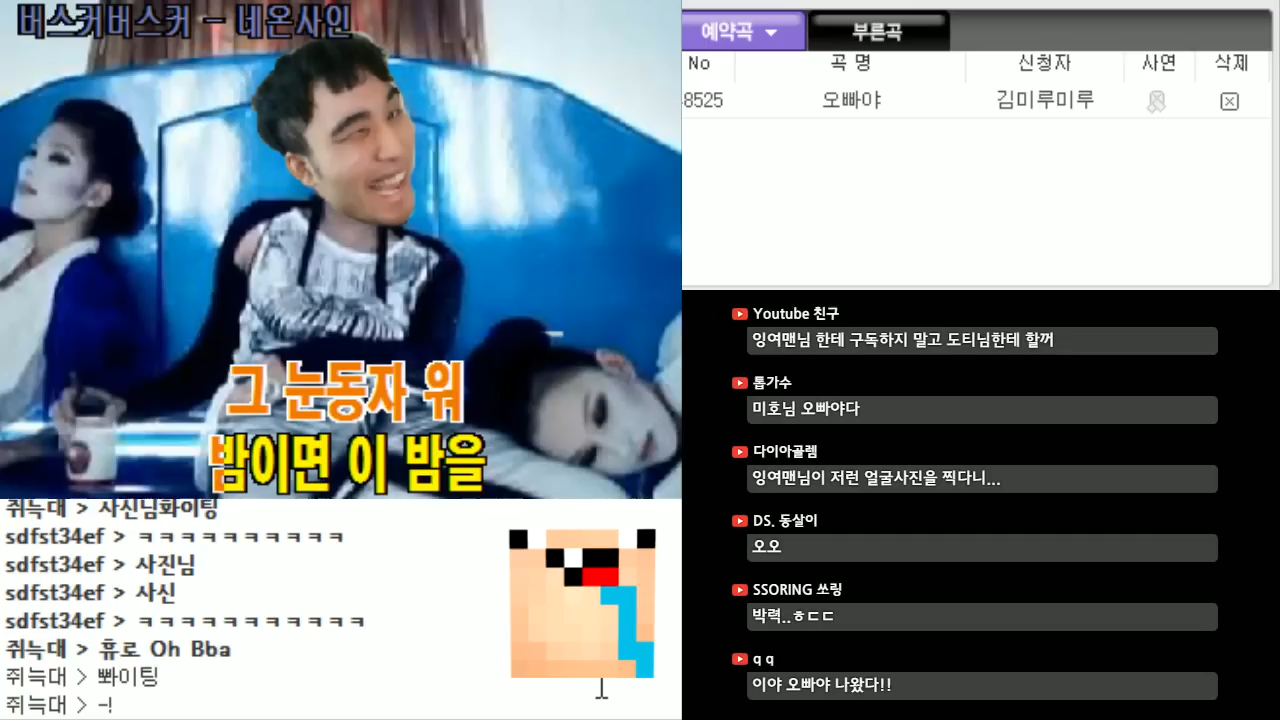 버스커버스커 - 네온사인
그 눈동자 워
밤이면 이 밤을
쥐늑대 > 사신님화이팅
sdfst34ef > ㅋㅋㅋㅋㅋㅋㅋㅋㅋㅋ
sdfst34ef > 사진님
sdfst34ef > 사신
sdfst34ef > ㅋㅋㅋㅋㅋㅋㅋㅋㅋㅋㅋ
쥐늑대 > 휴로 Oh Bba
쥐늑대 > 뽜이팅
쥐늑대 > -!
예약곡 부른곡
No 곡 명 신청자 사연 삭제
8525 오빠야 김미루미루
Youtube 친구
잉여맨님 한테 구독하지 말고 도티님한테 할꺼
톱가수
미호님 오빠야다
다이아골렘
잉여맨님이 저런 얼굴사진을 찍다니...
DS. 동살이
오오
SSORING 쏘링
박력..ㅎㄷㄷ
q q
이야 오빠야 나왔다!!